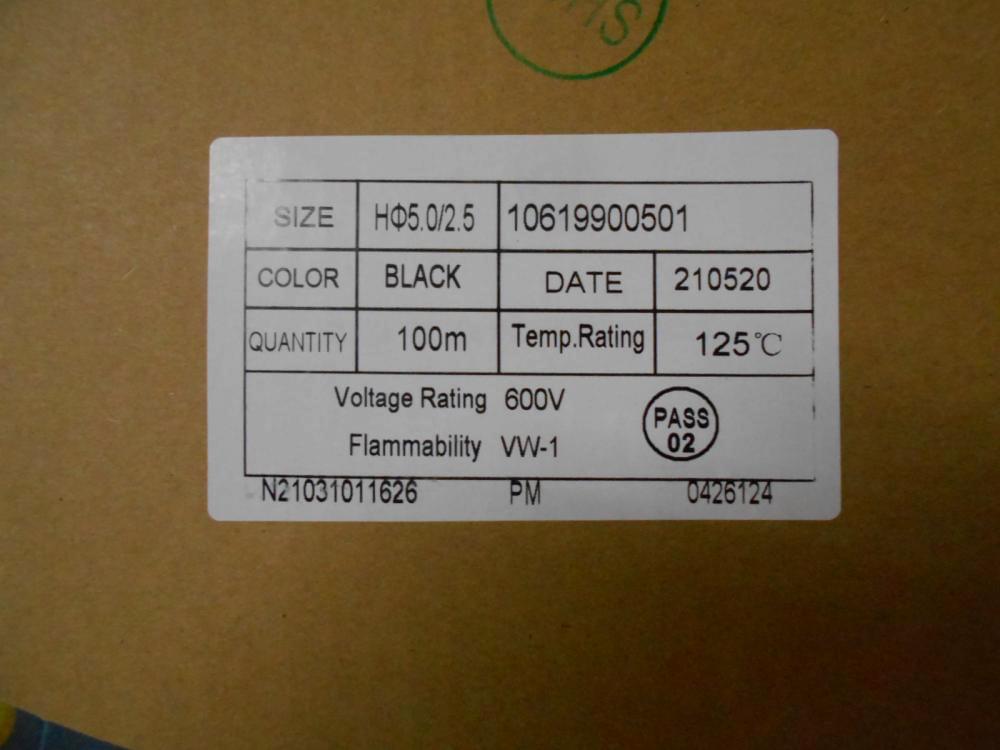 HS
SIZE HΦ5.0/2.5 10619900501
COLOR BLACK DATE 210520
QUANTITY 100m Temp.Rating 125℃
Voltage Rating 600V
Flammability VW-1
PASS
02
N21031011626 PM 0426124